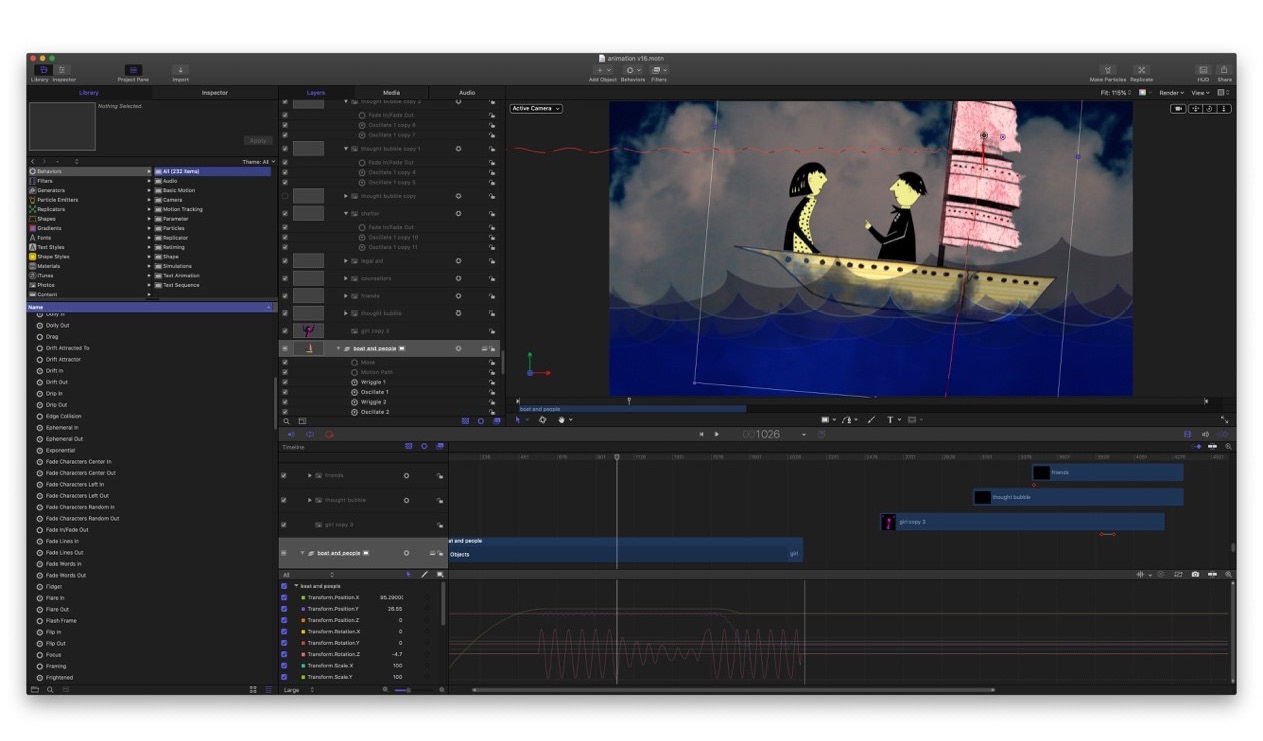 animation v16.motn
Library Inspector Project Pane Import Add Object Behaviors Filters Make Particles Replicate HUD Share
Library Inspector Layers Media Audio Fit: 115% Render View
Nothing Selected.
Apply
Theme: All
Behaviors
Filters
Generators
Particle Emitters
Replicators
Shapes
Gradients
Fonts
Text Styles
Shape Styles
Materials
iTunes
Photos
Content
All (232 items)
Audio
Basic Motion
Camera
Motion Tracking
Parameter
Particles
Replicator
Retiming
Shape
Simulations
Text Animation
Text Sequence
Name
Dolly In
Dolly Out
Drag
Drift Attracted To
Drift Attractor
Drift In
Drift Out
Drip In
Drip Out
Edge Collision
Ephemeral In
Ephemeral Out
Exponential
Fade Characters Center In
Fade Characters Center Out
Fade Characters Left In
Fade Characters Left Out
Fade Characters Random In
Fade Characters Random Out
Fade In/Fade Out
Fade Lines In
Fade Lines Out
Fade Words In
Fade Words Out
Fidget
Flare In
Flare Out
Flash Frame
Flip In
Flip Out
Focus
Framing
Frightened
thought bubble copy 2
Fade In/Fade Out
Oscillate 1 copy 6
Oscillate 1 copy 7
thought bubble copy 1
Fade In/Fade Out
Oscillate 1 copy 4
Oscillate 1 copy 5
thought bubble copy
shelter
Fade In/Fade Out
Oscillate 1 copy 10
Oscillate 1 copy 11
legal aid
counsellors
friends
thought bubble
girl copy 3
boat and people
Move
Motion Path
Wriggle 1
Oscillate 1
Wriggle 2
Oscillate 2
Active Camera
boat and people
T
1026
Timeline
friends
thought bubble
girl copy 3
boat and people
friends
thought bubble
girl copy 3
at and people
Objects
girl
All
boat and people
Transform.Position.X
Transform.Position.Y 26.55
Transform.Position.Z 0
Transform.Rotation.X 0
Transform.Rotation.Y 0
Transform.Rotation.Z -4.7
Transform.Scale.X 100
Transform.Scale.Y 100
Large